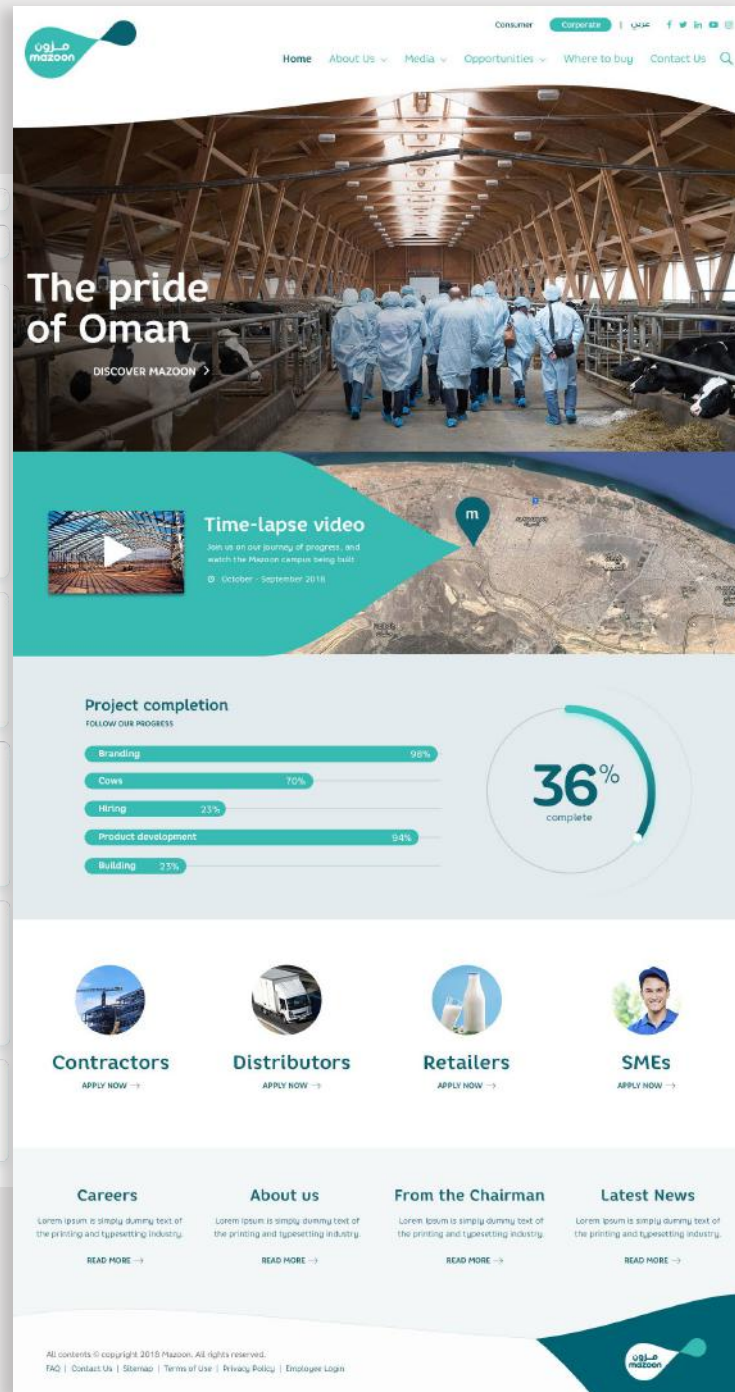 مزون
mazoon
Consumer Corporate | عربي
Home About Us Media Opportunities Where to buy Contact Us
The pride
of Oman
DISCOVER MAZOON
Time-lapse video
Join us on our journey of progress, and
watch the Mazoon campus being built
October - September 2018
m
Project completion
FOLLOW OUR PROGRESS
Branding 98%
Cows 70%
Hiring 23%
Product development 94%
Building 23%
36%
complete
Contractors Distributors Retailers SMEs
APPLY NOW → APPLY NOW → APPLY NOW → APPLY NOW →
Careers
Lorem Ipsum is simply dummy text of
the printing and typesetting industry.
READ MORE →
About us
Lorem Ipsum is simply dummy text of
the printing and typesetting industry.
READ MORE →
From the Chairman
Lorem Ipsum is simply dummy text of
the printing and typesetting industry.
READ MORE →
Latest News
Lorem Ipsum is simply dummy text of
the printing and typesetting industry.
READ MORE →
All contents © copyright 2018 Mazoon. All rights reserved.
FAQ | Contact Us | Sitemap | Terms of Use | Privacy Policy | Employee Login
مزون
mazoon